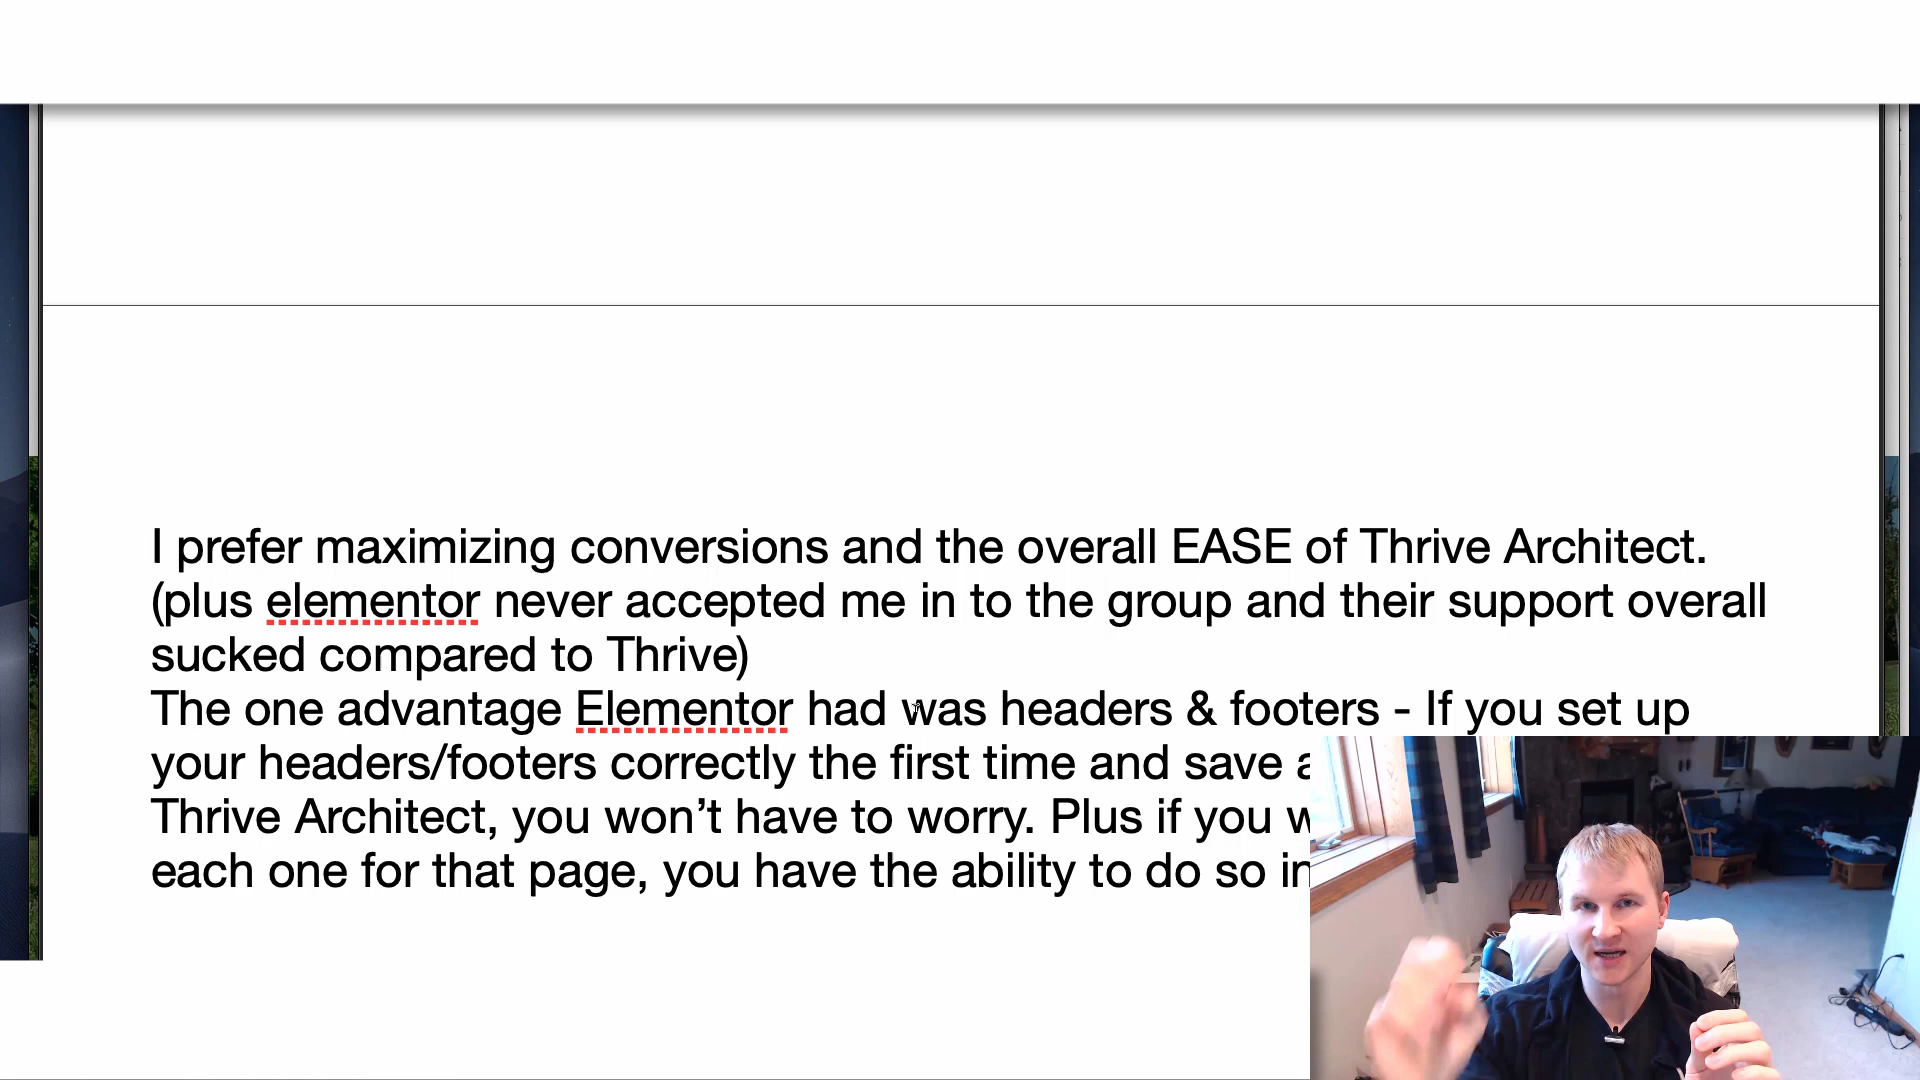 I prefer maximizing conversions and the overall EASE of Thrive Architect.
(plus elementor never accepted me in to the group and their support overall
sucked compared to Thrive)
The one advantage Elementor had was headers & footers - If you set up
your headers/footers correctly the first time and save
Thrive Architect, you won’t have to worry. Plus if you
each one for that page, you have the ability to do so